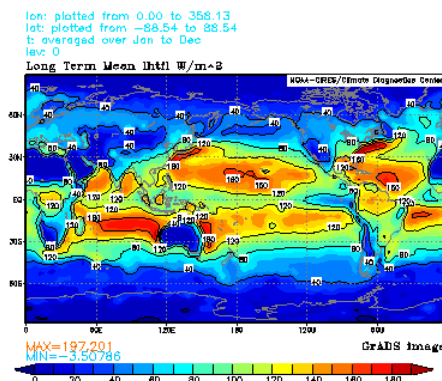 lon: plotted from 0.00 to 358.13
lat: plotted from -88.54 to 88.54
t: averaged over Jan to Dec
lev: 0
Long Term Mean lhtfl W/m^2
NOAA-CIRES/Climate Diagnostics Center
60N
30N
EQ
30S
60S
0 60E 120E 180 120W 60W 0
MAX=197.201
MIN=-3.50786
GrADS image
0 20 40 60 80 100 120 140 160 180